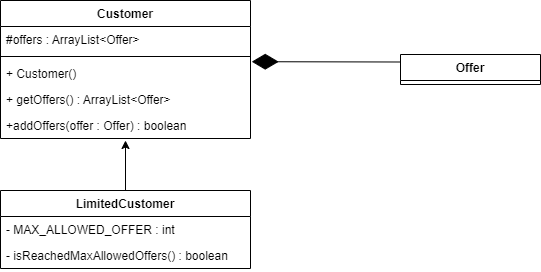 Customer
#offers : ArrayList<Offer>
+ Customer()
+ getOffers() : ArrayList<Offer>
+addOffers(offer : Offer) : boolean
Offer
LimitedCustomer
- MAX_ALLOWED_OFFER : int
- isReachedMaxAllowedOffers() : boolean